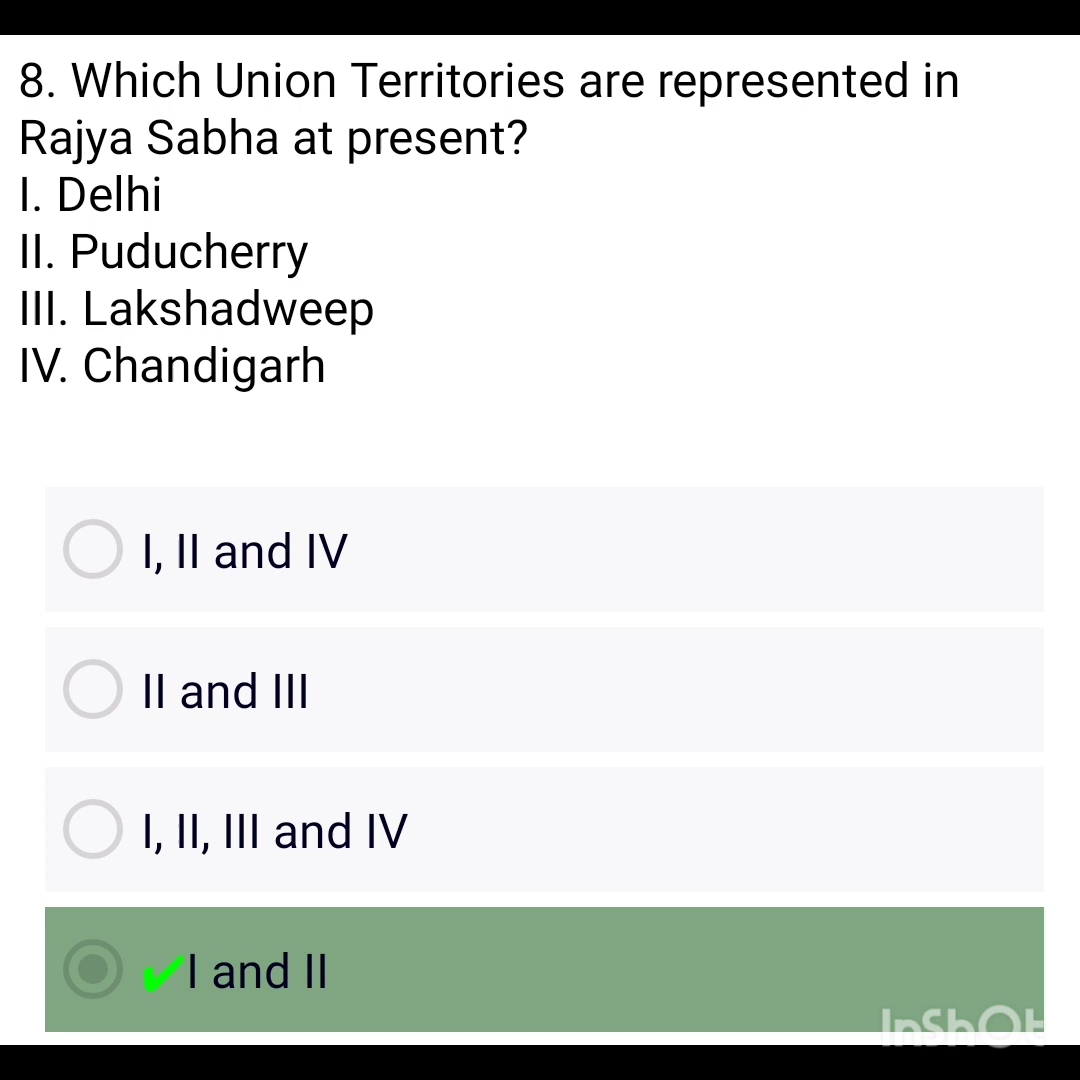 8. Which Union Territories are represented in
Rajya Sabha at present?
I. Delhi
II. Puducherry
III. Lakshadweep
IV. Chandigarh
I, II and IV
II and III
I, II, III and IV
I and II
InShOt